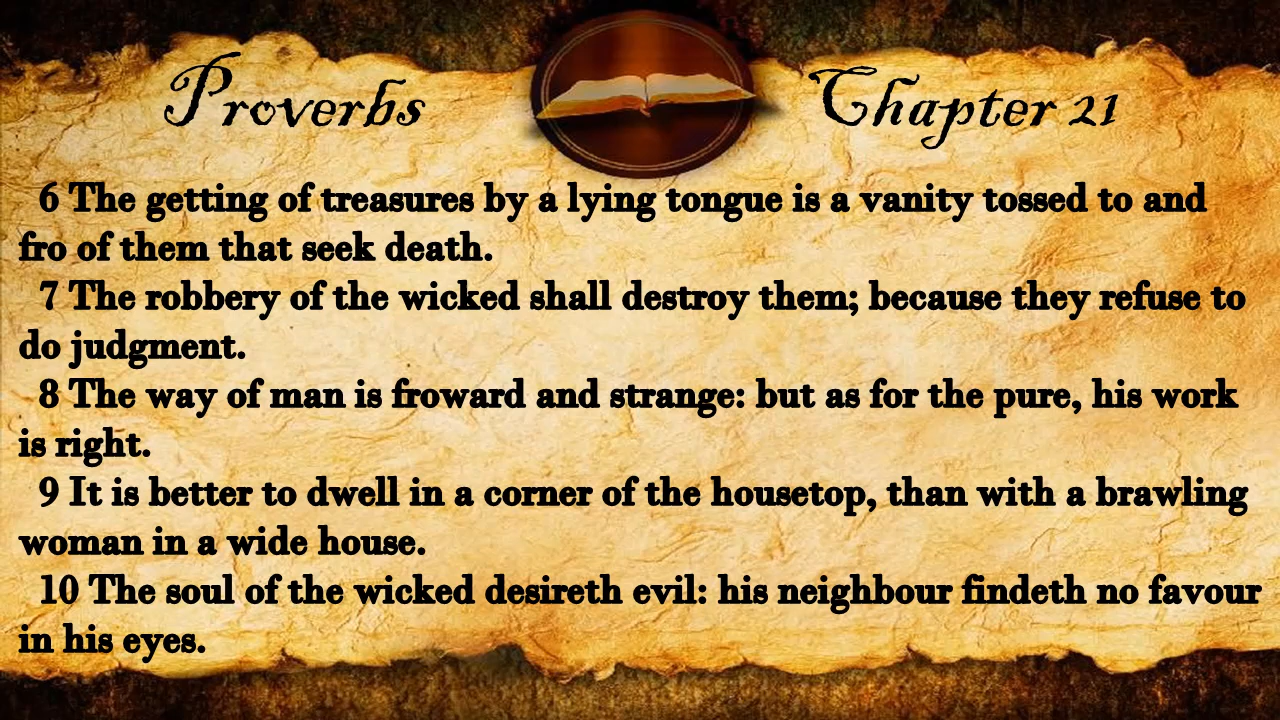 Proverbs Chapter 21
6 The getting of treasures by a lying tongue is a vanity tossed to and
fro of them that seek death.
7 The robbery of the wicked shall destroy them; because they refuse to
do judgment.
8 The way of man is froward and strange: but as for the pure, his work
is right.
9 It is better to dwell in a corner of the housetop, than with a brawling
woman in a wide house.
10 The soul of the wicked desireth evil: his neighbour findeth no favour
in his eyes.